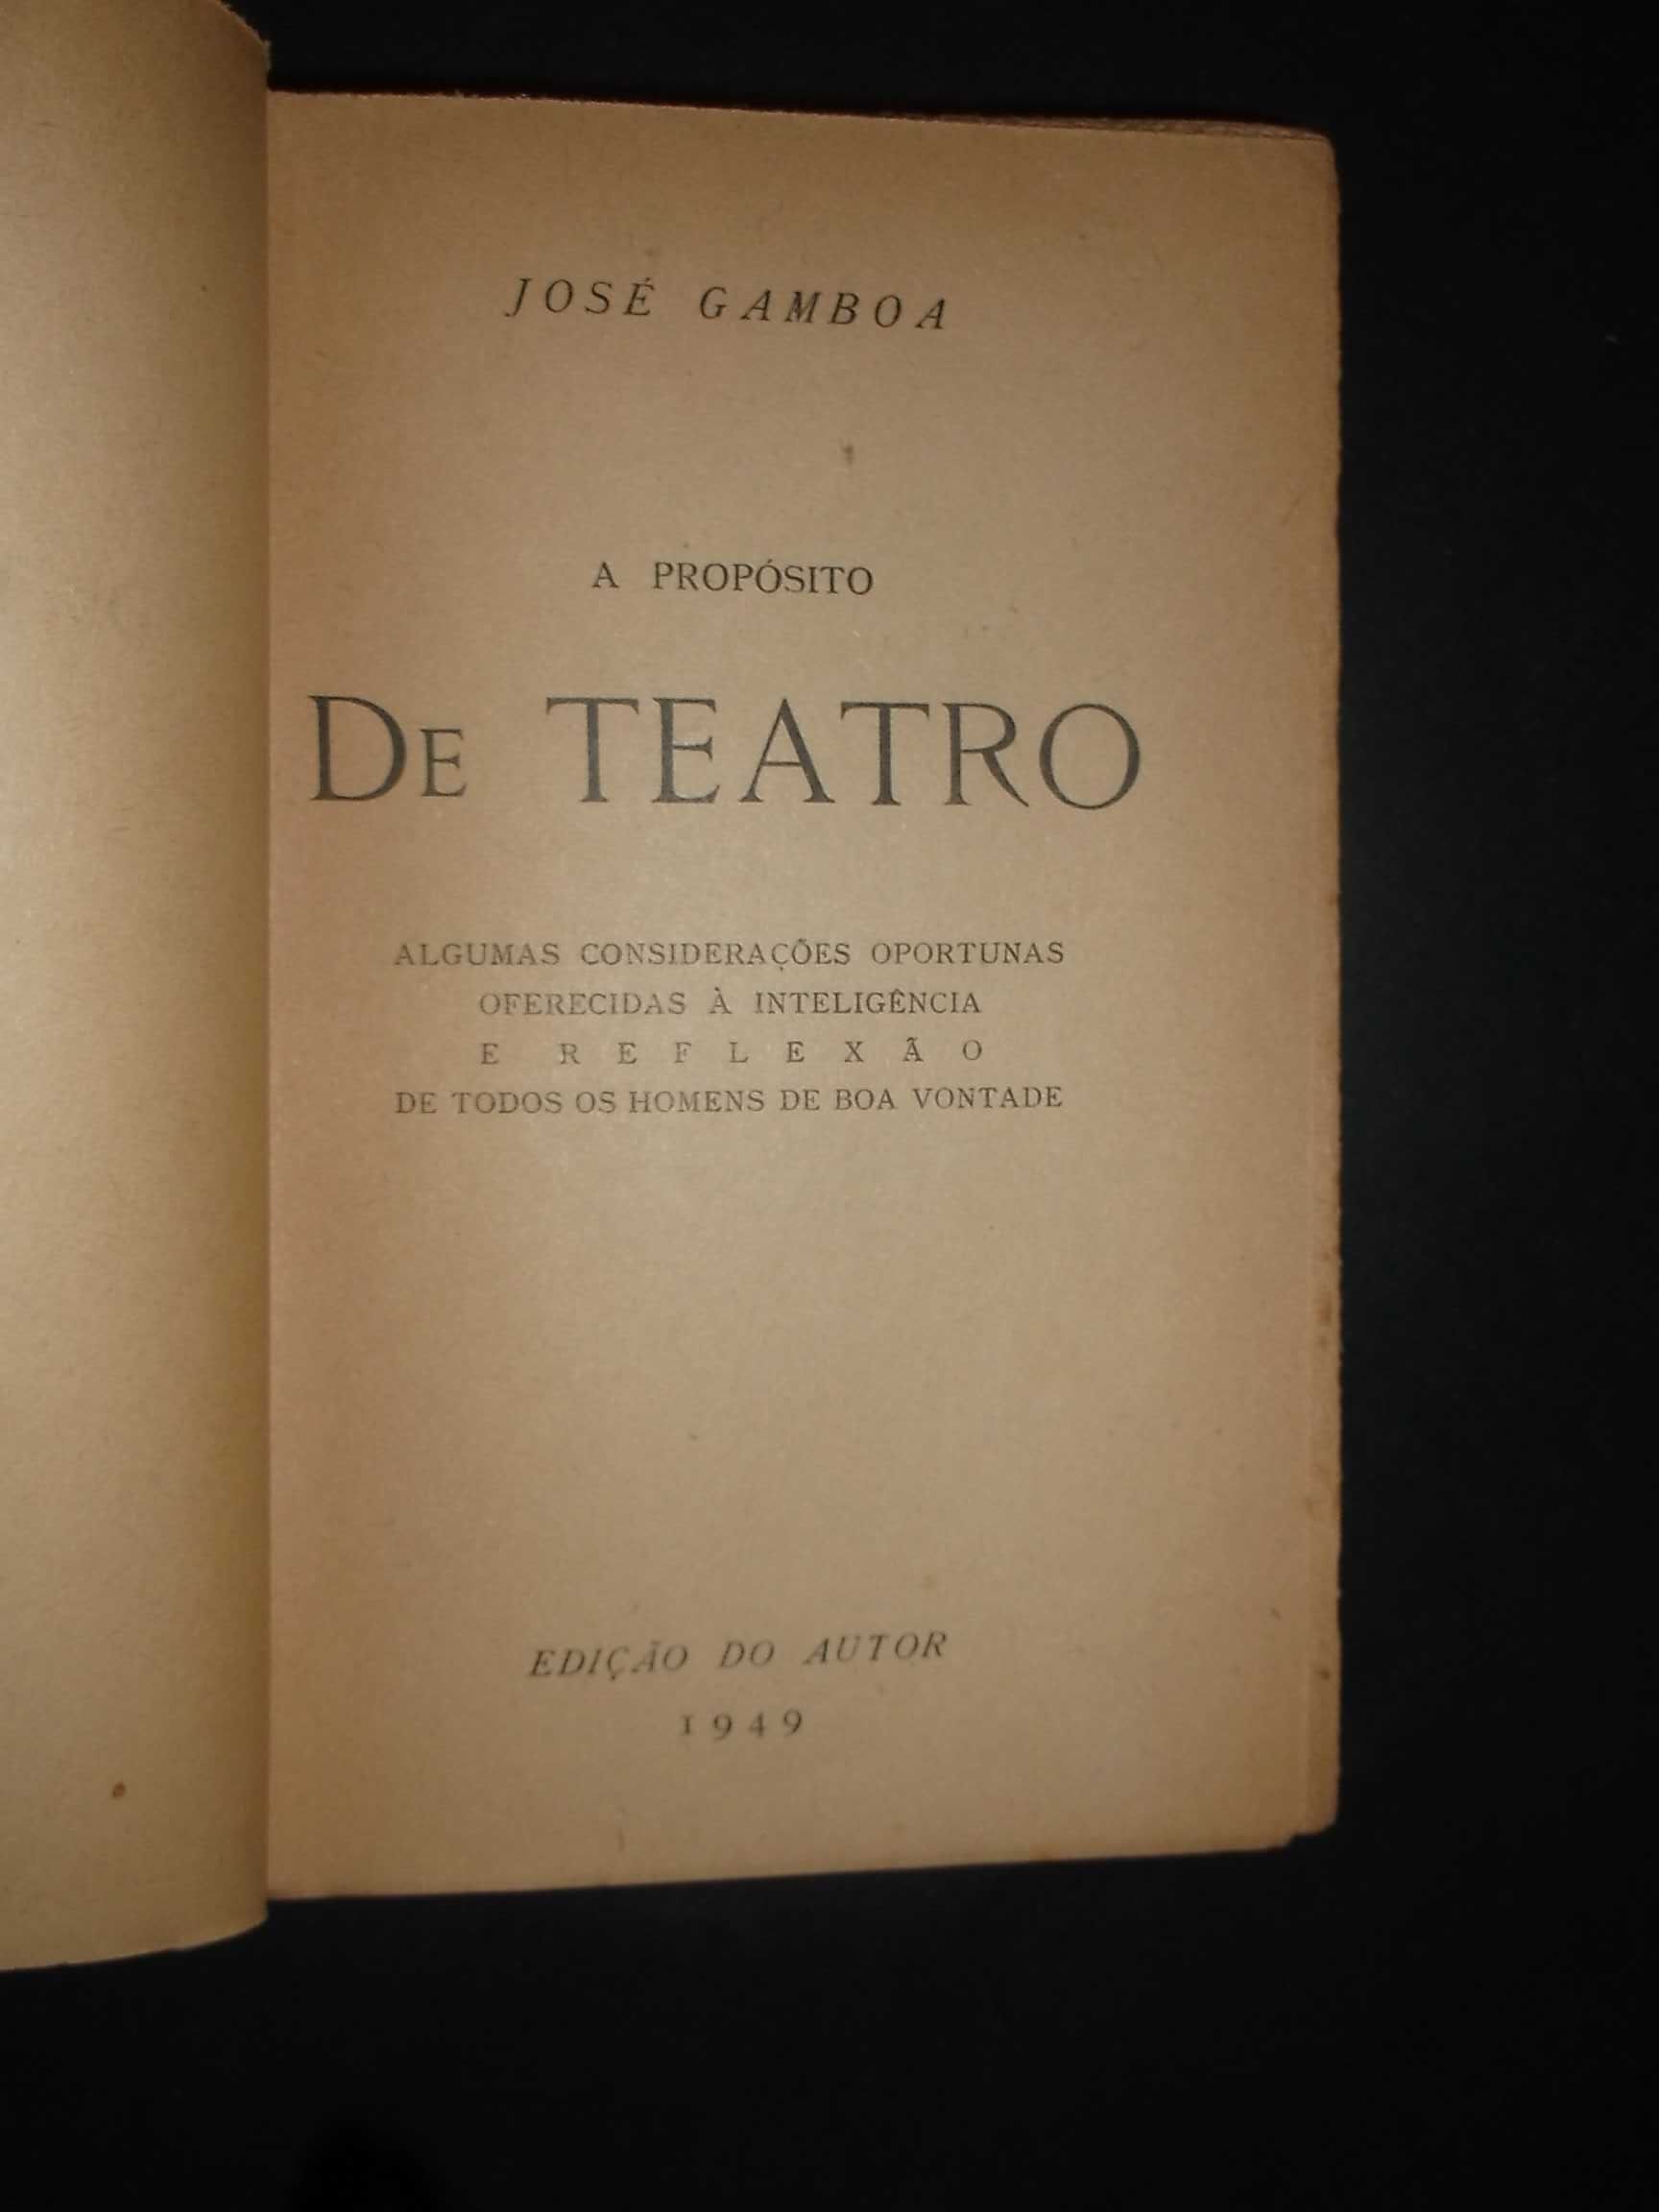 JOSÉ GAMBOA
A PROPÓSITO
DE TEATRO
ALGUMAS CONSIDERAÇÕES OPORTUNAS
OFERECIDAS À INTELIGÊNCIA
E REFLEXÃO
DE TODOS OS HOMENS DE BOA VONTADE
EDIÇÃO DO AUTOR
1949